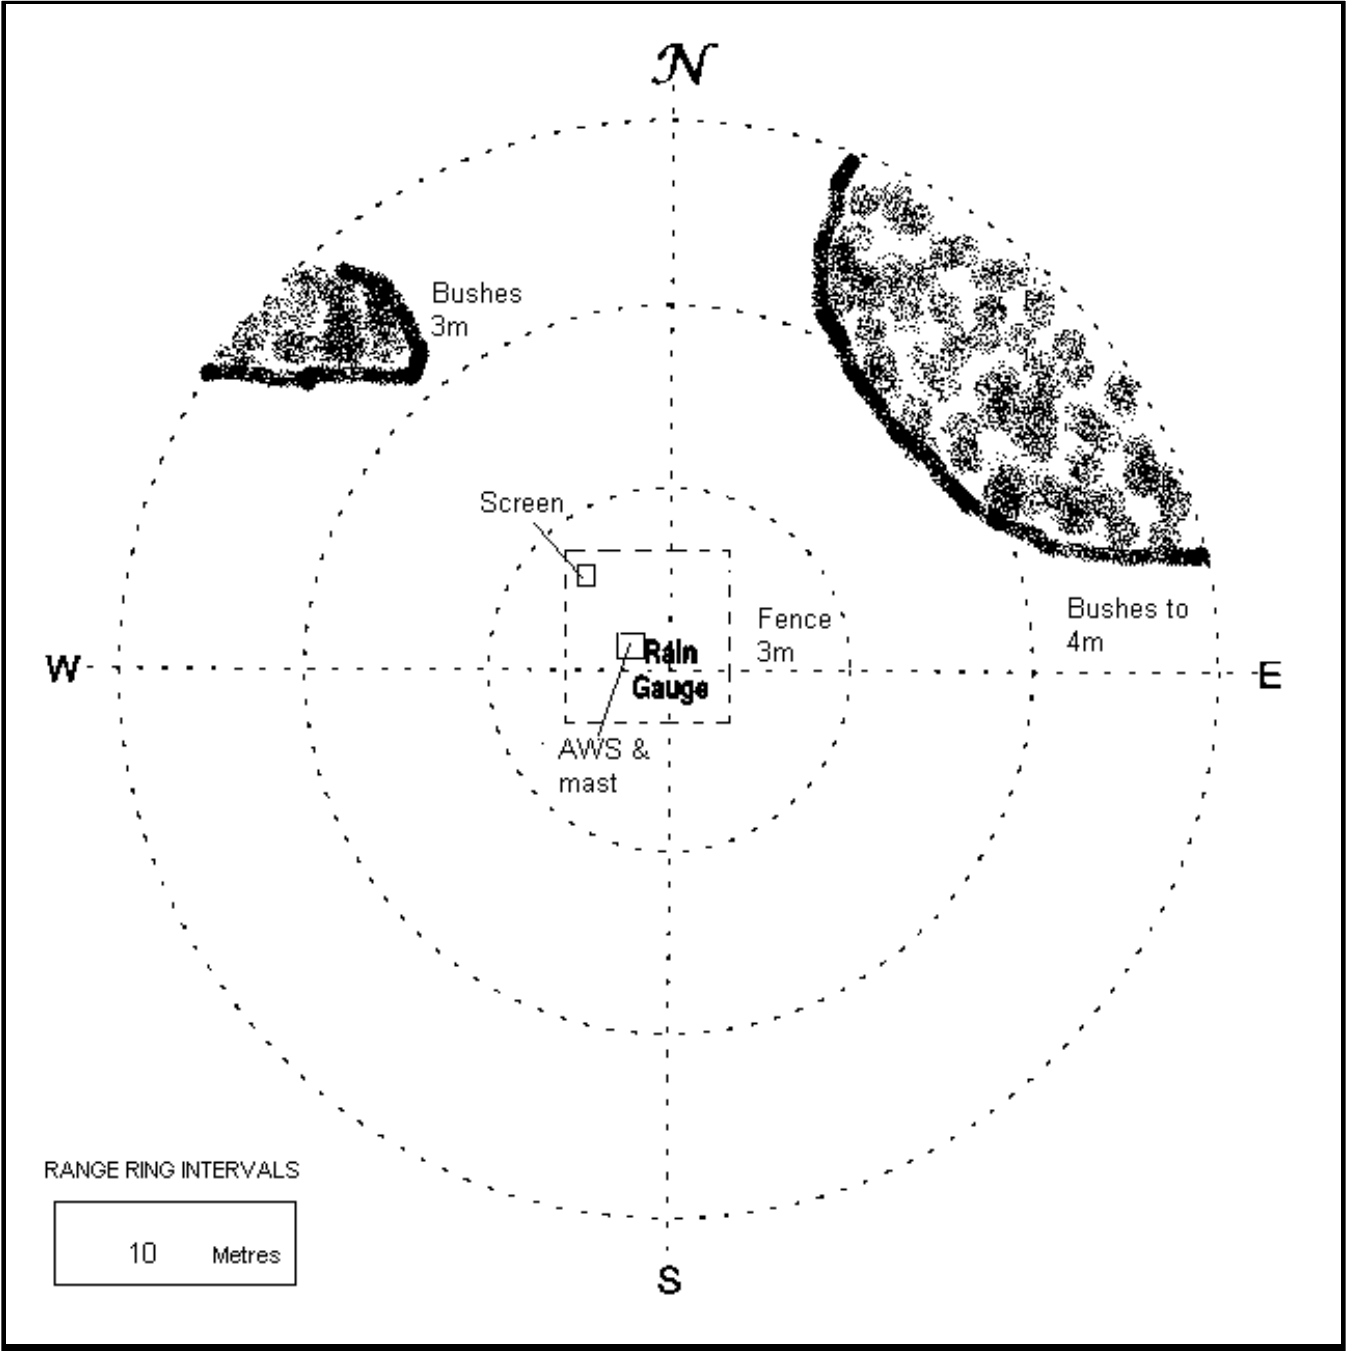 N
Bushes
3m
Screen
Fence
3m
Rain
Gauge
Bushes to
4m
W
E
AWS &
mast
RANGE RING INTERVALS
10 Metres
S